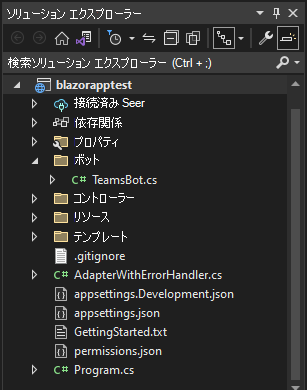 ソリューション エクスプローラー
検索ソリューション エクスプローラー (Ctrl + ;)
blazorapptest
接続済み Seer
依存関係
プロパティ
ボット
C# TeamsBot.cs
コントローラー
リソース
テンプレート
.gitignore
C# AdapterWithErrorHandler.cs
appsettings.Development.json
appsettings.json
GettingStarted.txt
permissions.json
C# Program.cs